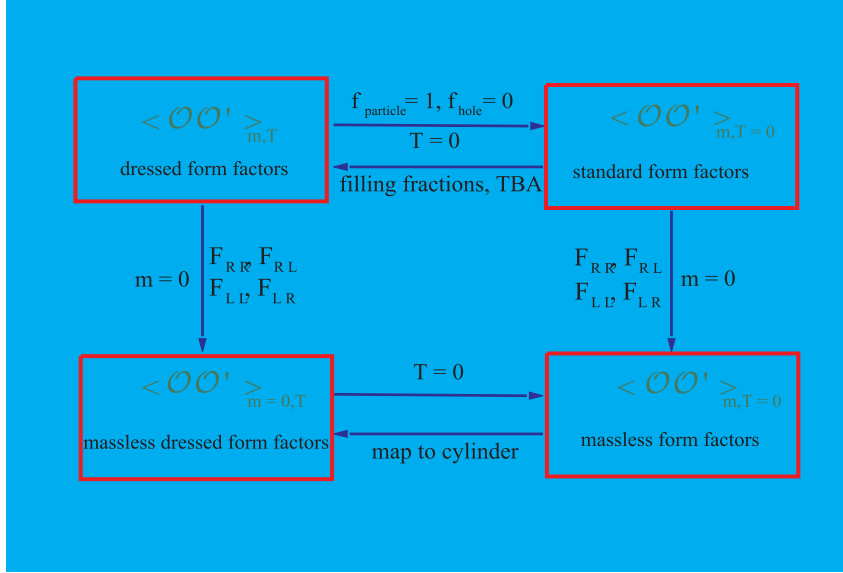 f particle = 1, f hole = 0
< 𝒪𝒪' > m,T
< 𝒪𝒪' > m,T = 0
T = 0
dressed form factors
standard form factors
filling fractions, TBA
F R R, F R L
F R R, F R L
m = 0
m = 0
F L L, F L R
F L L, F L R
T = 0
< 𝒪𝒪' > m = 0,T
< 𝒪𝒪' > m,T = 0
massless dressed form factors
massless form factors
map to cylinder